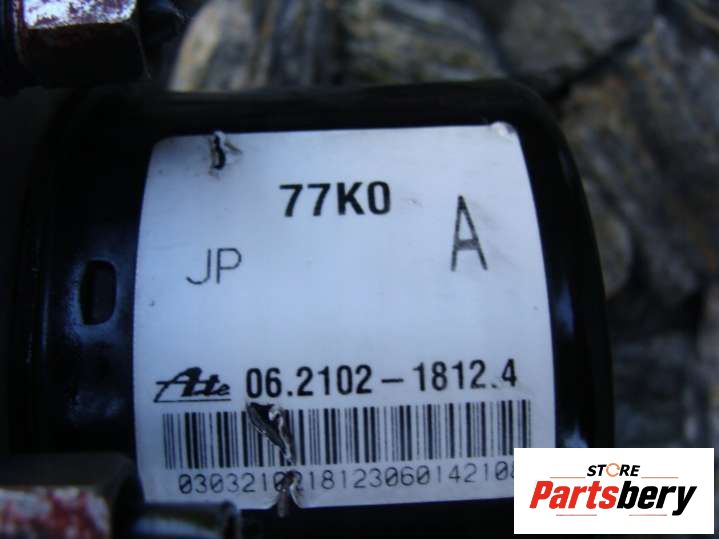 77K0
A
JP
Ate 06.2102-1812.4
STORE
Partsbery